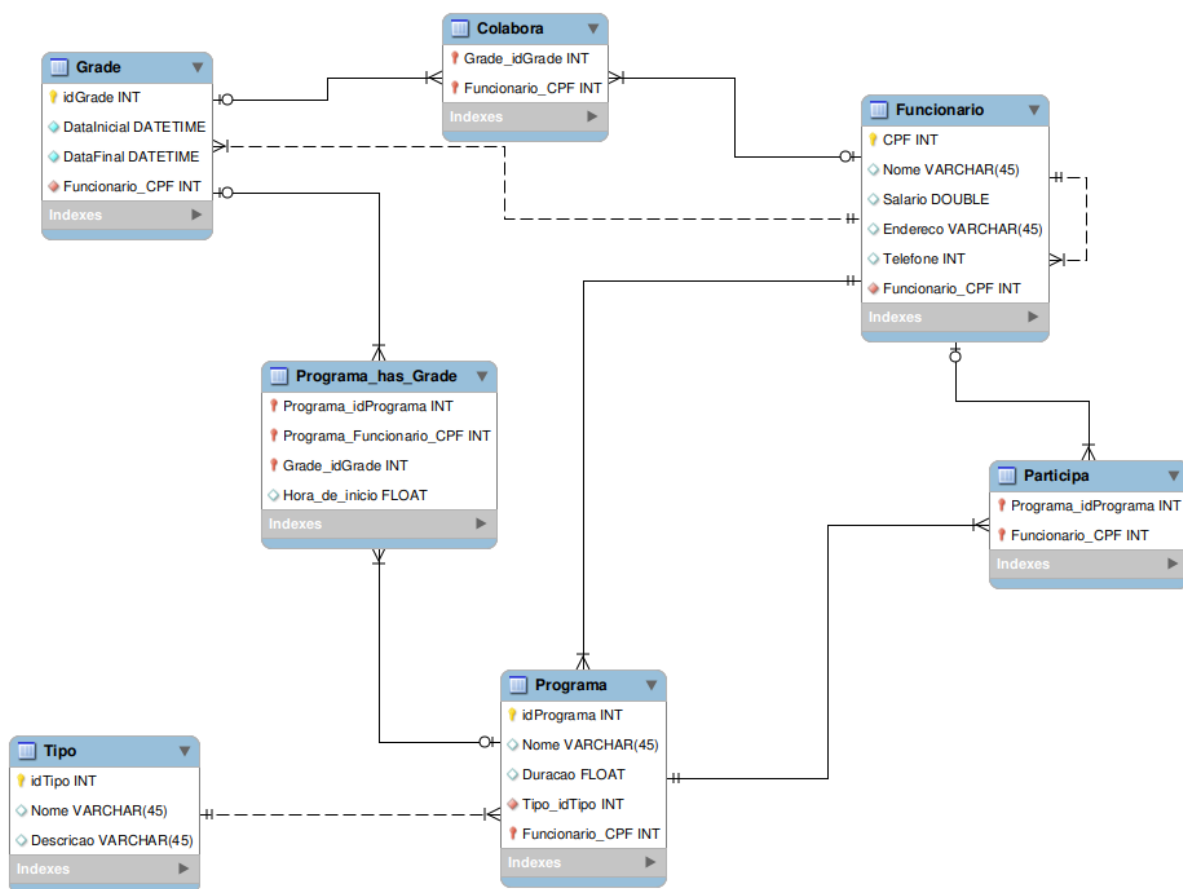 Colabora
Grade_idGrade INT
Funcionario_CPF INT
Indexes
Grade
idGrade INT
DataInicial DATETIME
DataFinal DATETIME
Funcionario_CPF INT
Indexes
Funcionario
CPF INT
Nome VARCHAR(45)
Salario DOUBLE
Endereco VARCHAR(45)
Telefone INT
Funcionario_CPF INT
Indexes
Programa_has_Grade
Programa_idPrograma INT
Programa_Funcionario_CPF INT
Grade_idGrade INT
Hora_de_inicio FLOAT
Indexes
Participa
Programa_idPrograma INT
Funcionario_CPF INT
Indexes
Programa
idPrograma INT
Nome VARCHAR(45)
Duracao FLOAT
Tipo_idTipo INT
Funcionario_CPF INT
Indexes
Tipo
idTipo INT
Nome VARCHAR(45)
Descricao VARCHAR(45)
Indexes